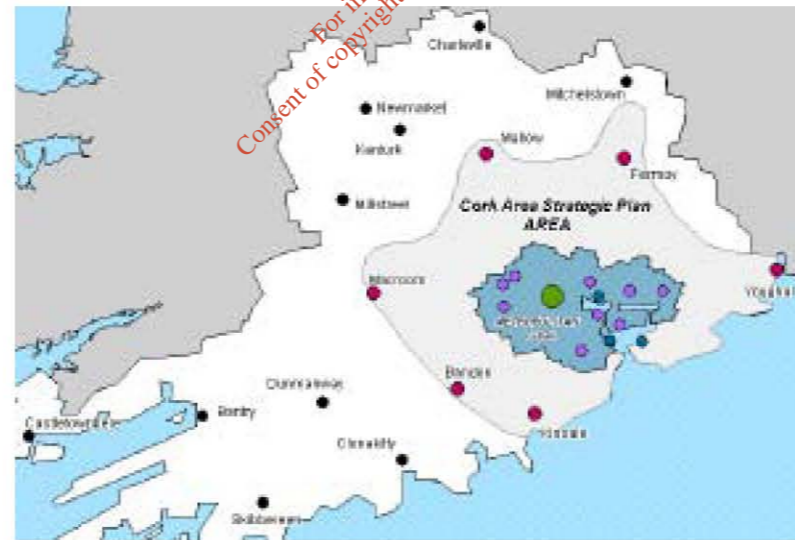 For in
Consent of copyright
Charleville
Mitchelstown
Newmarket
Kanturk
Mallow
Fermoy
Millstreet
Cork Area Strategic Plan
AREA
Macroom
Youghal
Bandon
Dunmanway
Bantry
Castletownbere
Kinsale
Clonakilty
Skibbereen